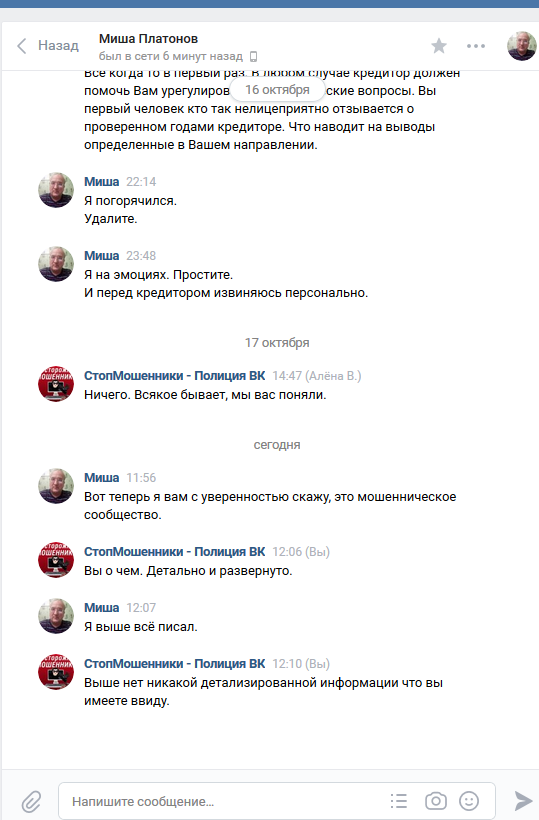 Назад
Миша Платонов
был в сети 6 минут назад
все когда то в первый раз. В любом случае кредитор должен
16 октября
помочь Вам урегулиров ские вопросы. Вы
первый человек кто так нелицеприятно отзывается о
проверенном годами кредиторе. Что наводит на выводы
определенные в Вашем направлении.
Миша 22:14
Я погорячился.
Удалите.
Миша 23:48
Я на эмоциях. Простите.
И перед кредитором извиняюсь персонально.
17 октября
СтопМошенники - Полиция ВК 14:47 (Алёна В.)
Ничего. Всякое бывает, мы вас поняли.
сегодня
Миша 11:56
Вот теперь я вам с уверенностью скажу, это мошенническое
сообщество.
СтопМошенники - Полиция ВК 12:06 (Вы)
Вы о чем. Детально и развернуто.
Миша 12:07
Я выше всё писал.
СтопМошенники - Полиция ВК 12:10 (Вы)
Выше нет никакой детализированной информации что вы
имеете ввиду.
Напишите сообщение...